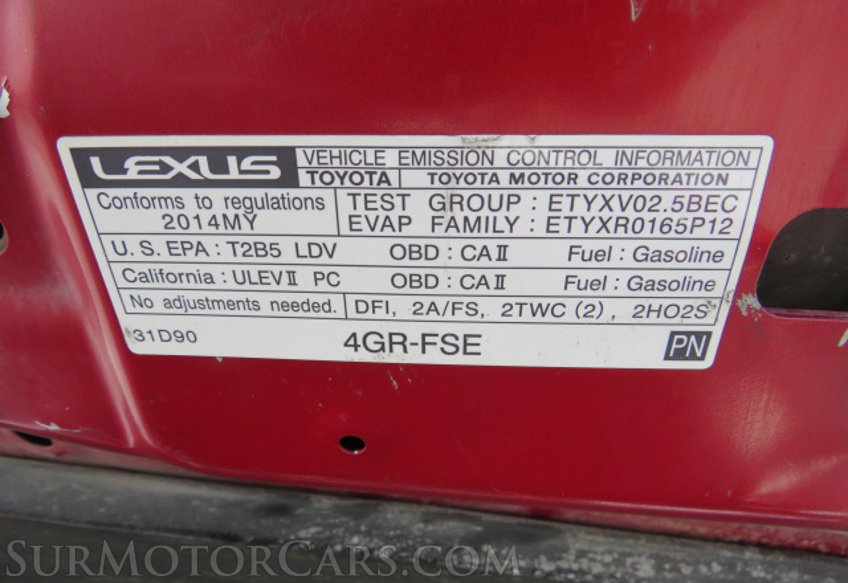 LEXUS VEHICLE EMISSION CONTROL INFORMATION
TOYOTA TOYOTA MOTOR CORPORATION
Conforms to regulations TEST GROUP : ETYXV02.5BEC
2014MY EVAP FAMILY : ETYXR0165P12
U.S. EPA : T2B5 LDV OBD : CAⅡ Fuel : Gasoline
California : ULEVⅡ PC OBD : CAⅡ Fuel : Gasoline
No adjustments needed. DFI, 2A/FS, 2TWC (2), 2HO2S
31D90 4GR-FSE PN
SURMOTORCARS.COM